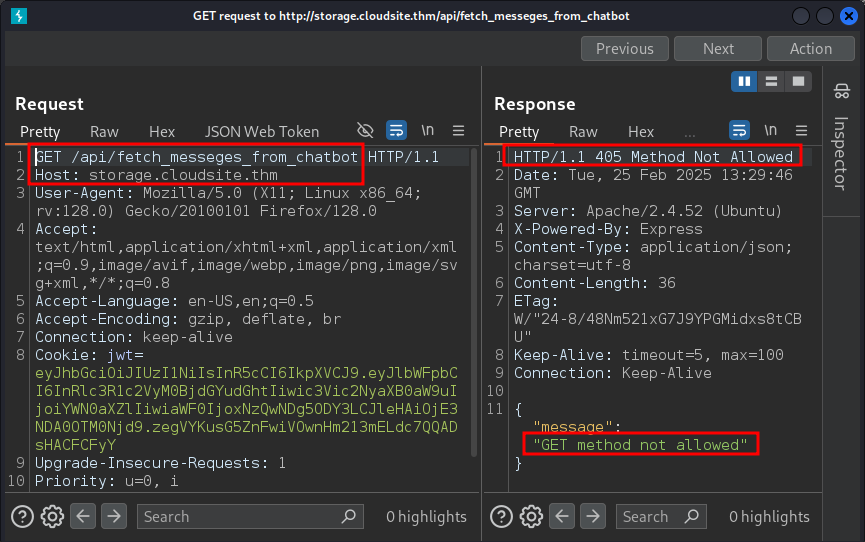 GET request to http://storage.cloudsite.thm/api/fetch_messeges_from_chatbot
Previous Next Action
Request
Pretty Raw Hex JSON Web Token \n
1 GET /api/fetch_messeges_from_chatbot HTTP/1.1
2 Host: storage.cloudsite.thm
3 User-Agent: Mozilla/5.0 (X11; Linux x86_64;
rv:128.0) Gecko/20100101 Firefox/128.0
4 Accept:
text/html,application/xhtml+xml,application/xml
;q=0.9,image/avif,image/webp,image/png,image/sv
g+xml,*/*;q=0.8
5 Accept-Language: en-US,en;q=0.5
6 Accept-Encoding: gzip, deflate, br
7 Connection: keep-alive
8 Cookie: jwt=
eyJhbGciOiJIUzI1NiIsInR5cCI6IkpXVCJ9.eyJlbWFpbC
I6InRlc3R1c2VyM0BjdGYudGhtIiwic3Vic2NyaXB0aW9uI
joiYWN0aXZlIiwiaWF0IjoxNzQwNDg5ODY3LCJleHAiOjE3
NDA0OTM0Njd9.zegVYKusG5ZnFwiVOwnHm213mELdc7QQAD
sHACFCFyY
9 Upgrade-Insecure-Requests: 1
10 Priority: u=0, i
Search 0 highlights
Response
Pretty Raw Hex ... \n
1 HTTP/1.1 405 Method Not Allowed
2 Date: Tue, 25 Feb 2025 13:29:46
GMT
3 Server: Apache/2.4.52 (Ubuntu)
4 X-Powered-By: Express
5 Content-Type: application/json;
charset=utf-8
6 Content-Length: 36
7 ETag:
W/"24-8/48Nm521xG7J9YPGMidxs8tCB
U"
8 Keep-Alive: timeout=5, max=100
9 Connection: Keep-Alive
10
11 {
"message":
"GET method not allowed"
}
Search 0 highlights
Inspector